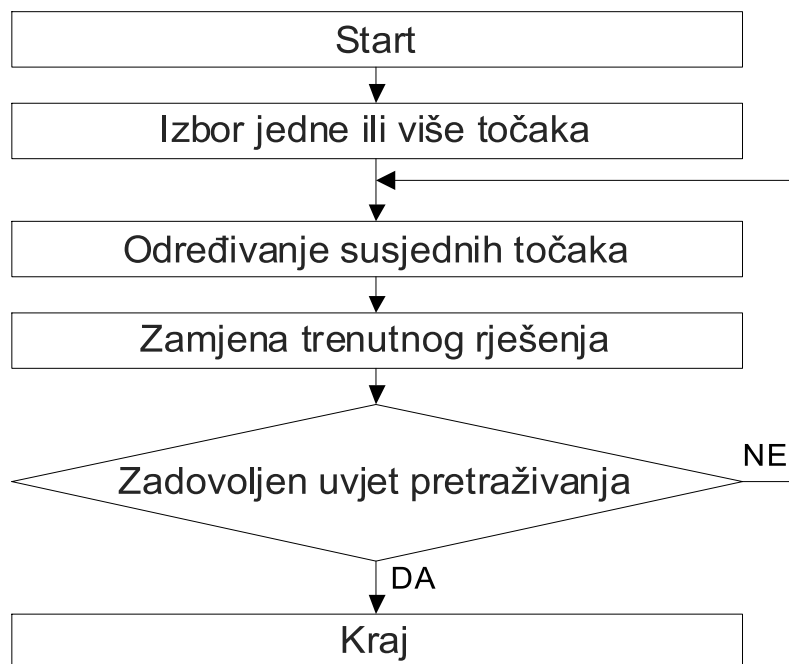 Start
Izbor jedne ili više točaka
Određivanje susjednih točaka
Zamjena trenutnog rješenja
Zadovoljen uvjet pretraživanja
NE
DA
Kraj